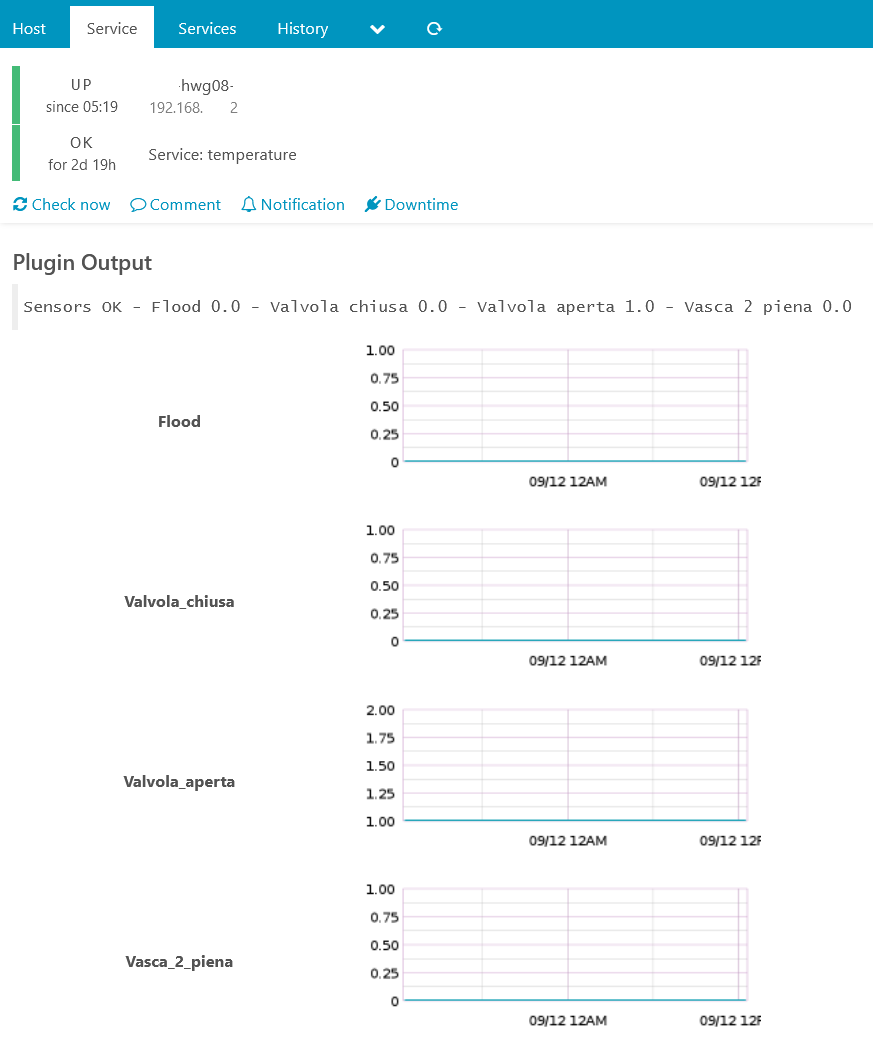 Host Service Services History
UP ·hwg08-
since 05:19 192.168. 2
OK
for 2d 19h Service: temperature
Check now Comment Notification Downtime
Plugin Output
Sensors OK - Flood 0.0 - Valvola chiusa 0.0 - Valvola aperta 1.0 - Vasca 2 piena 0.0
Flood
1.00
0.75
0.50
0.25
0
09/12 12AM 09/12 12
Valvola_chiusa
1.00
0.75
0.50
0.25
0
09/12 12AM 09/12 12
Valvola_aperta
2.00
1.75
1.50
1.25
1.00
09/12 12AM 09/12 12
Vasca_2_piena
1.00
0.75
0.50
0.25
0
09/12 12AM 09/12 12